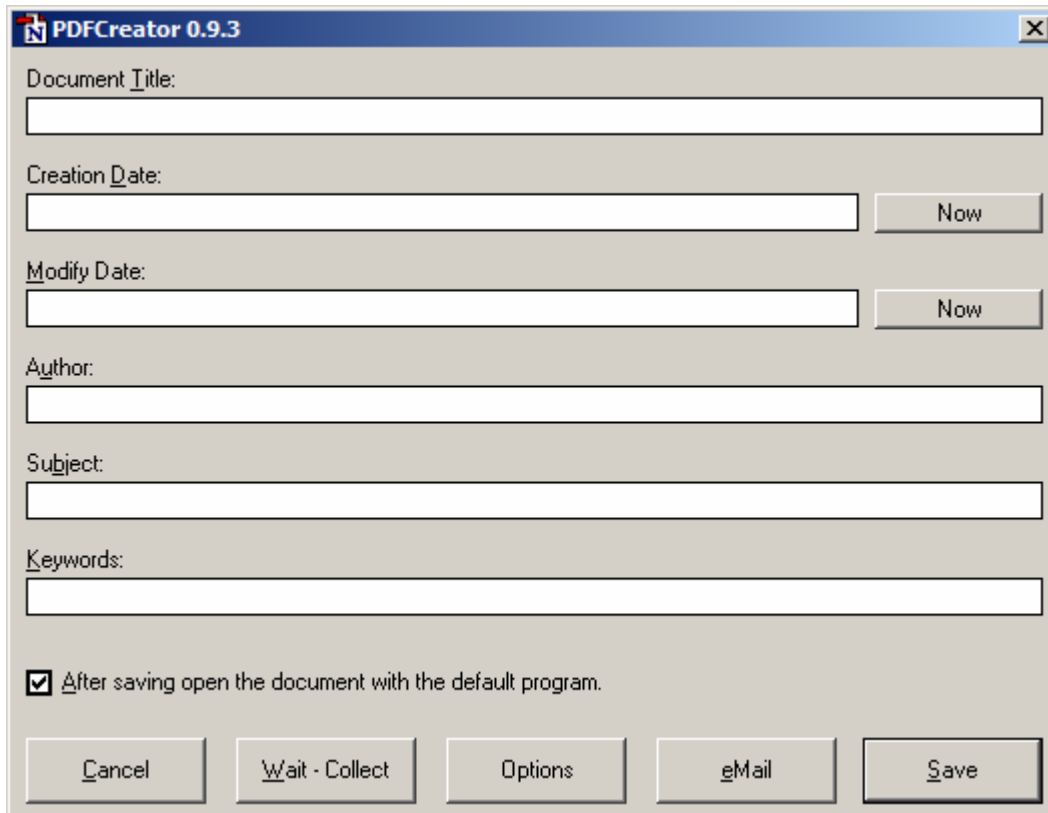 PDFCreator 0.9.3
Document Title:
Creation Date:
Now
Modify Date:
Now
Author:
Subject:
Keywords:
After saving open the document with the default program.
Cancel Wait - Collect Options eMail Save